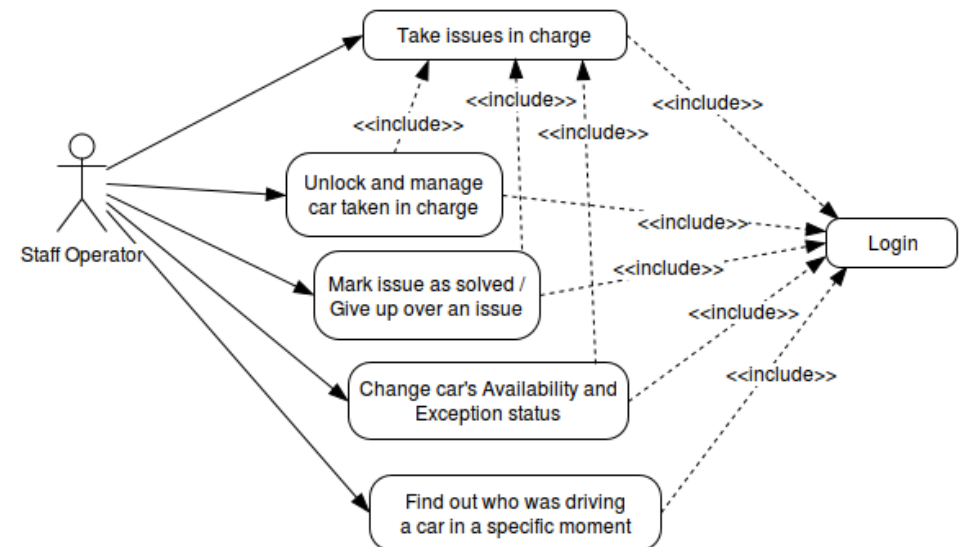 Take issues in charge
<<include>>
<<include>>
<<include>>
<<include>>
Unlock and manage
car taken in charge
<<include>>
Login
Staff Operator
<<include>>
Mark issue as solved /
Give up over an issue
<<include>>
<<include>>
Change car's Availability and
Exception status
Find out who was driving
a car in a specific moment